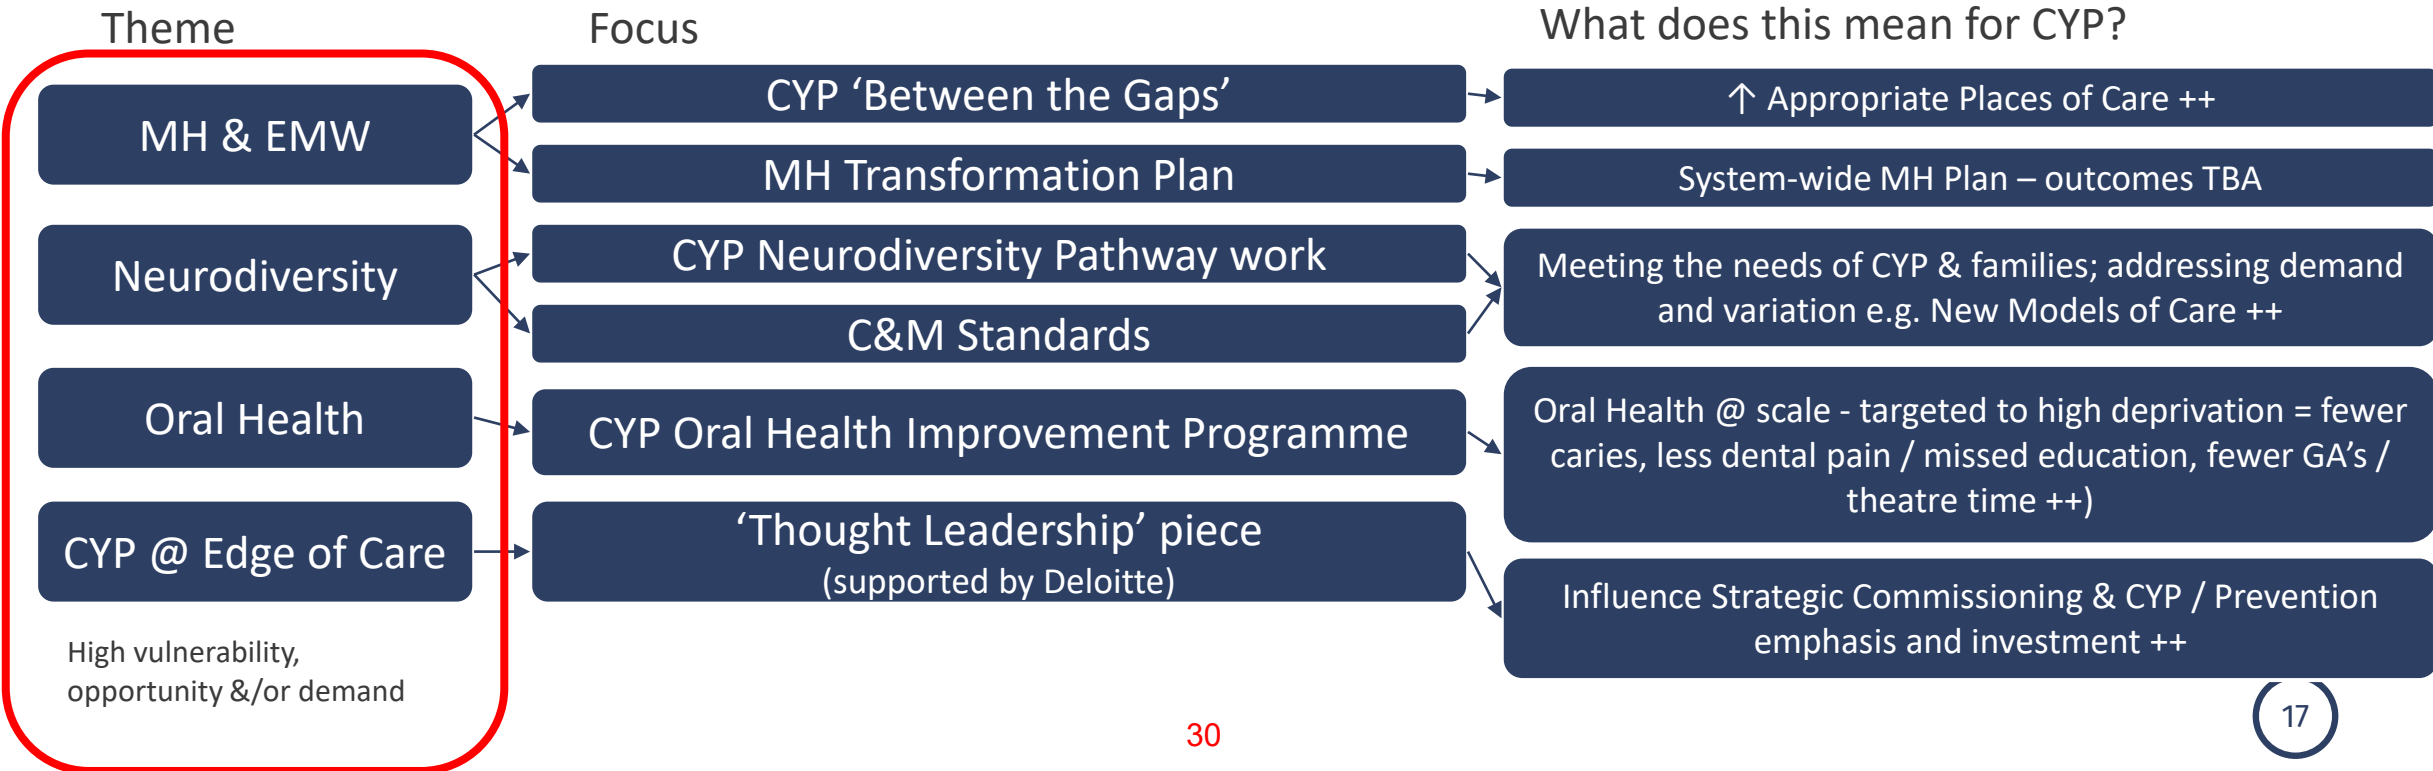 Theme
Focus
What does this mean for CYP?
MH & EMW
CYP ‘Between the Gaps’
↑ Appropriate Places of Care ++
MH Transformation Plan
System-wide MH Plan – outcomes TBA
Neurodiversity
CYP Neurodiversity Pathway work
C&M Standards
Meeting the needs of CYP & families; addressing demand
and variation e.g. New Models of Care ++
Oral Health
CYP Oral Health Improvement Programme
Oral Health @ scale - targeted to high deprivation = fewer
caries, less dental pain / missed education, fewer GA’s /
theatre time ++)
CYP @ Edge of Care
‘Thought Leadership’ piece
(supported by Deloitte)
Influence Strategic Commissioning & CYP / Prevention
emphasis and investment ++
High vulnerability,
opportunity &/or demand
30
17